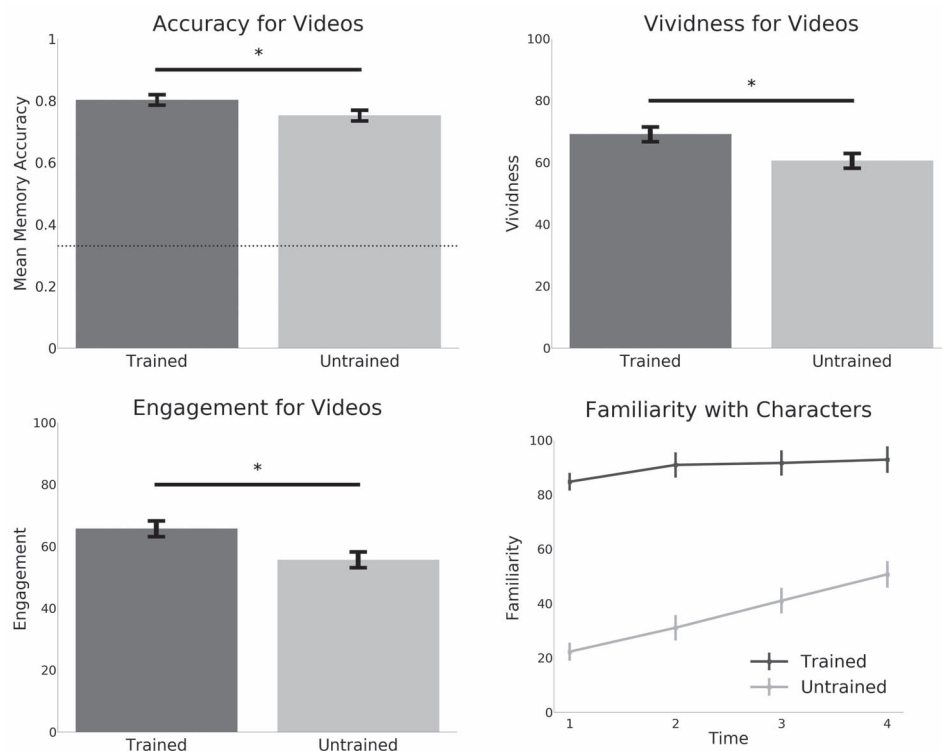 Accuracy for Videos
Mean Memory Accuracy
1
0.8
0.6
0.4
0.2
0
*
Trained
Untrained
Vividness for Videos
Vividness
100
80
60
40
20
0
*
Trained
Untrained
Engagement for Videos
Engagement
100
80
60
40
20
0
*
Trained
Untrained
Familiarity with Characters
Familiarity
100
80
60
40
20
0
Trained
Untrained
1 2 3 4
Time